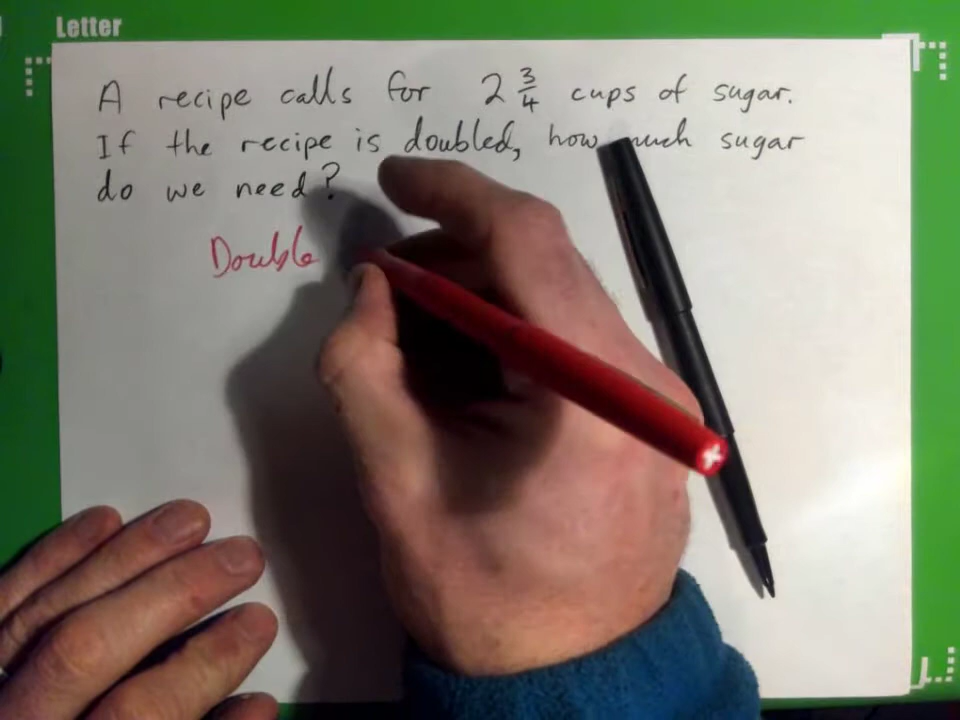 Letter
A recipe calls for 2 3/4 cups of sugar.
If the recipe is doubled, how much sugar
do we need?
Double